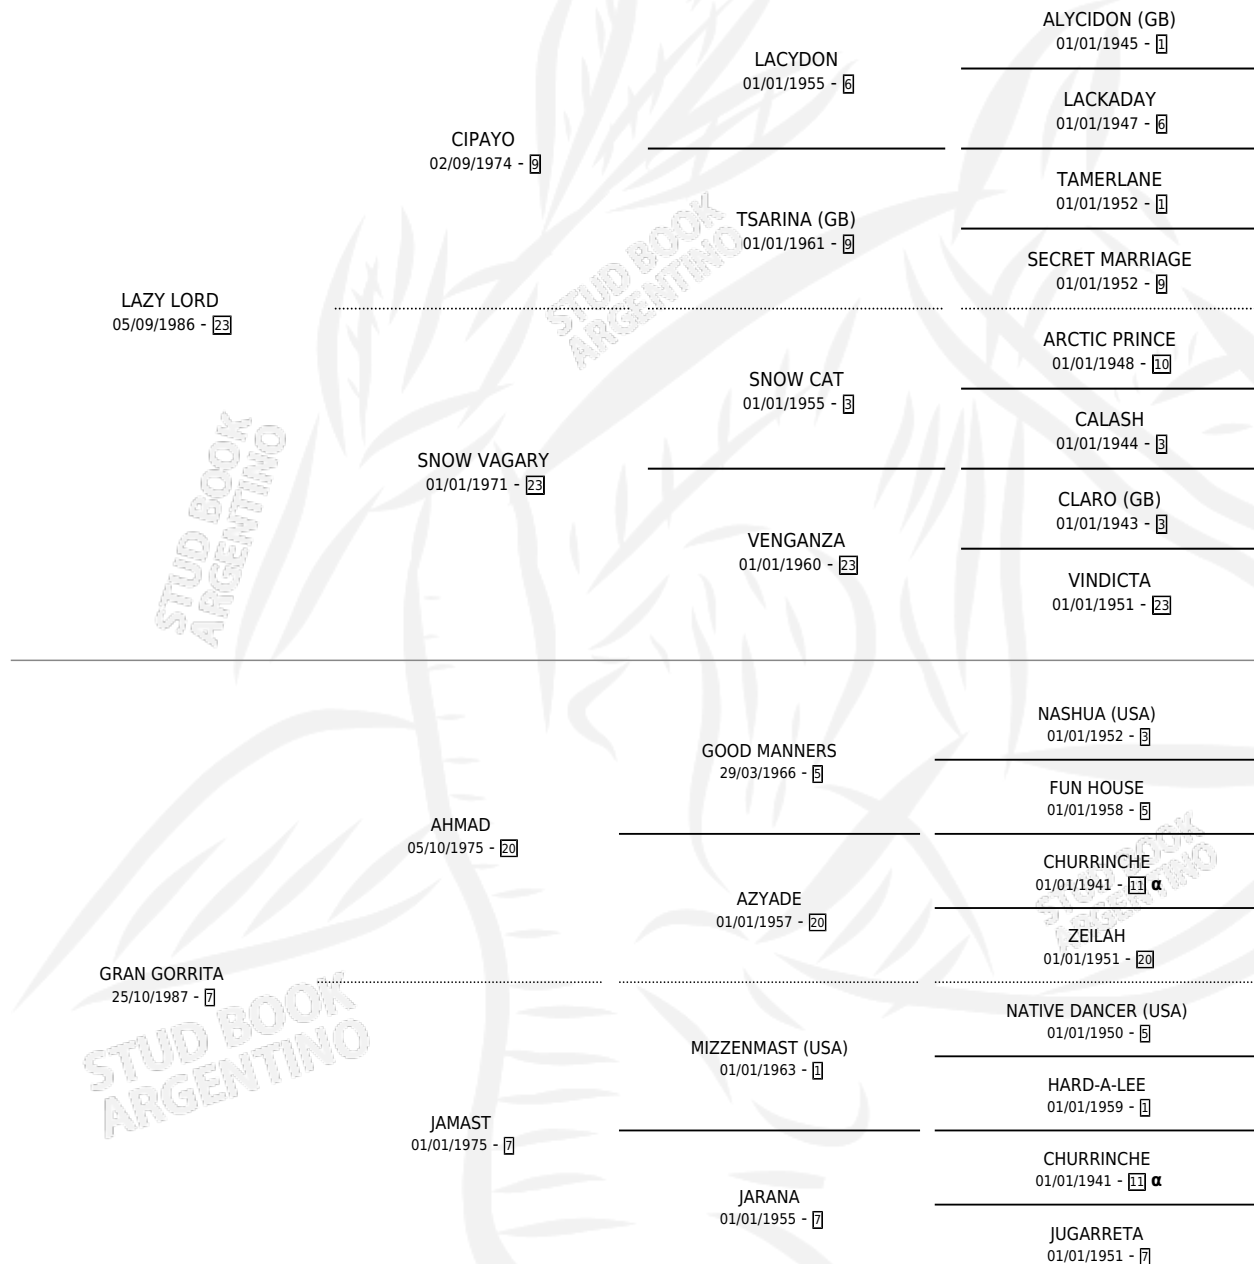 ALYCIDON (GB)
01/01/1945 - 1
LACYDON
01/01/1955 - 6
LACKADAY
01/01/1947 - 6
CIPAYO
02/09/1974 - 9
TAMERLANE
01/01/1952 - 1
TSARINA (GB)
01/01/1961 - 9
SECRET MARRIAGE
01/01/1952 - 9
LAZY LORD
05/09/1986 - 23
ARCTIC PRINCE
01/01/1948 - 10
SNOW CAT
01/01/1955 - 3
CALASH
01/01/1944 - 3
SNOW VAGARY
01/01/1971 - 23
CLARO (GB)
01/01/1943 - 3
VENGANZA
01/01/1960 - 23
VINDICTA
01/01/1951 - 23
NASHUA (USA)
01/01/1952 - 3
GOOD MANNERS
29/03/1966 - 5
FUN HOUSE
01/01/1958 - 5
AHMAD
05/10/1975 - 20
CHURRINCHE
01/01/1941 - 11 α
AZYADE
01/01/1957 - 20
ZEILAH
01/01/1951 - 20
GRAN GORRITA
25/10/1987 - 7
NATIVE DANCER (USA)
01/01/1950 - 5
MIZZENMAST (USA)
01/01/1963 - 1
HARD-A-LEE
01/01/1959 - 1
JAMAST
01/01/1975 - 7
CHURRINCHE
01/01/1941 - 11 α
JARANA
01/01/1955 - 7
JUGARRETA
01/01/1951 - 7
STUD BOOK
ARGENTINO
STUD BOOK
ARGENTINO
STUD BOOK
ARGENTINO
STUD BOOK
ARGENTINO